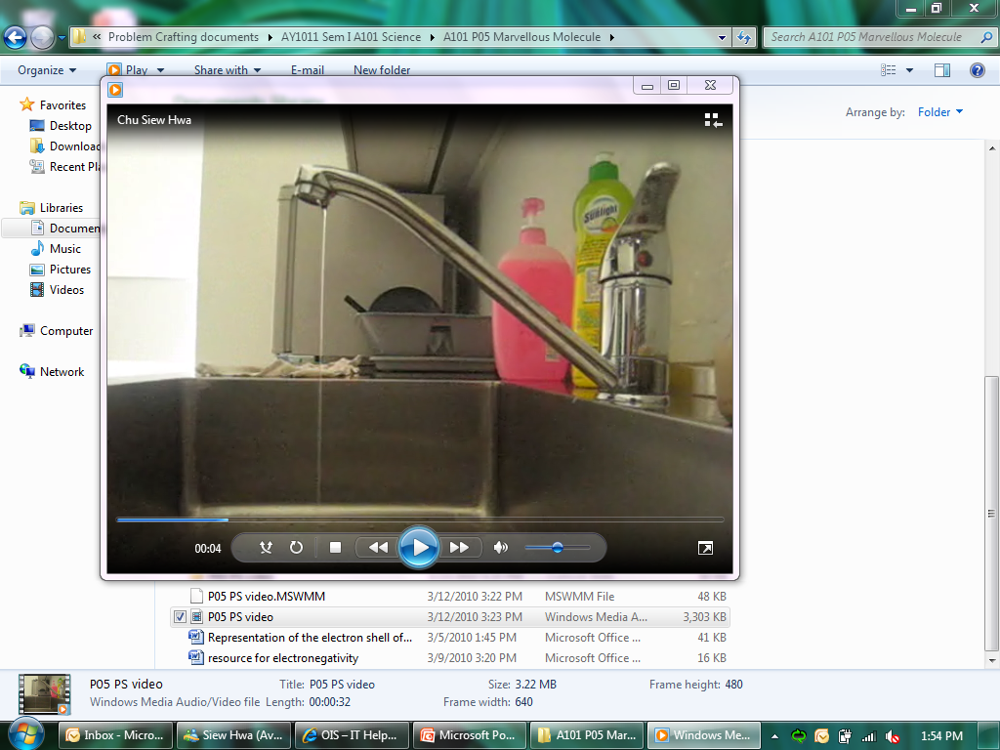 « Problem Crafting documents ▸ AY1011 Sem I A101 Science ▸ A101 P05 Marvellous Molecule ▸
Search A101 P05 Marvellous Molecule
Organize
Play
Share with
E-mail
New folder
Favorites
Desktop
Recent
Libraries
Music
Pictures
Videos
Computer
Network
Arrange by: Folder
Chu Siew Hwa
Sunlight
00:04
P05 PS video.MSWMM 3/12/2010 3:22 PM MSWMM File 48 KB
P05 PS video 3/12/2010 3:23 PM Windows Media A... 3,303 KB
Representation of the electron shell of... 3/5/2010 1:45 PM Microsoft Office ... 41 KB
resource for electronegativity 3/9/2010 3:20 PM Microsoft Office ... 16 KB
P05 PS video Title: P05 PS video Size: 3.22 MB Frame height: 480
Windows Media Audio/Video file Length: 00:00:32 Frame width: 640
Inbox - Micro...
Siew Hwa (Av...
OIS – IT Help...
Microsoft Po...
A101 P05 Mar...
Windows Me...
1:54 PM